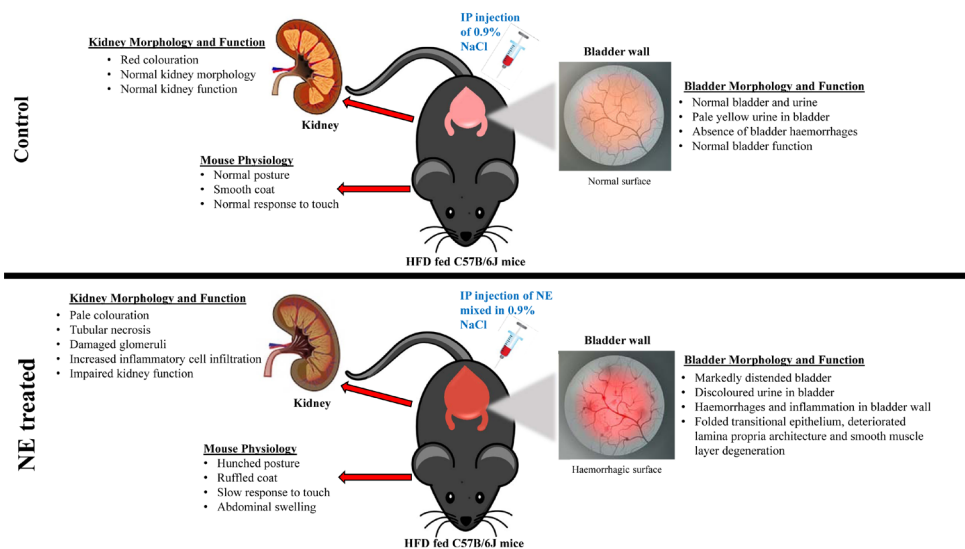 Control
Kidney Morphology and Function
• Red colouration
• Normal kidney morphology
• Normal kidney function
Kidney
Mouse Physiology
• Normal posture
• Smooth coat
• Normal response to touch
IP injection
of 0.9%
NaCl
HFD fed C57B/6J mice
Bladder wall
Normal surface
Bladder Morphology and Function
• Normal bladder and urine
• Pale yellow urine in bladder
• Absence of bladder haemorrhages
• Normal bladder function
NE treated
Kidney Morphology and Function
• Pale colouration
• Tubular necrosis
• Damaged glomeruli
• Increased inflammatory cell infiltration
• Impaired kidney function
Kidney
Mouse Physiology
• Hunched posture
• Ruffled coat
• Slow response to touch
• Abdominal swelling
IP injection of NE
mixed in 0.9%
NaCl
HFD fed C57B/6J mice
Bladder wall
Haemorrhagic surface
Bladder Morphology and Function
• Markedly distended bladder
• Discoloured urine in bladder
• Haemorrhages and inflammation in bladder wall
• Folded transitional epithelium, deteriorated
lamina propria architecture and smooth muscle
layer degeneration